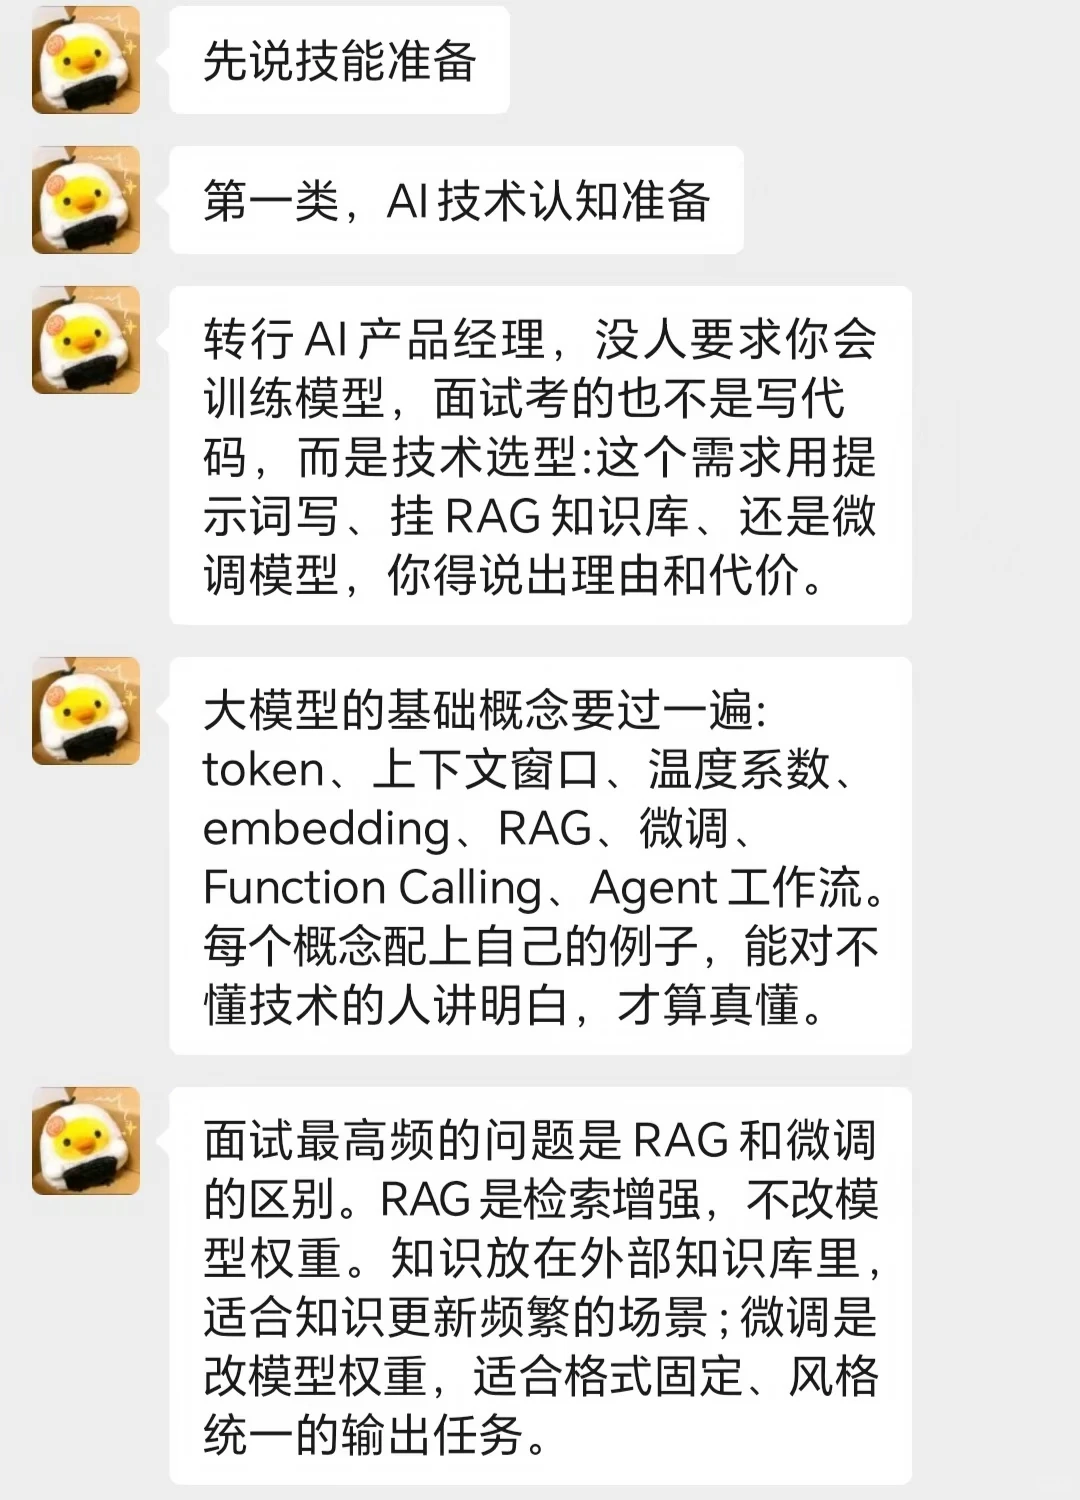 先说技能准备
第一类，AI技术认知准备
转行AI产品经理，没人要求你会
训练模型，面试考的也不是写代
码，而是技术选型:这个需求用提
示词写、挂RAG知识库、还是微
调模型，你得说出理由和代价。
大模型的基础概念要过一遍:
token、上下文窗口、温度系数、
embedding、RAG、微调、
Function Calling、Agent工作流。
每个概念配上自己的例子，能对不
懂技术的人讲明白，才算真懂。
面试最高频的问题是RAG和微调
的区别。RAG是检索增强，不改模
型权重。知识放在外部知识库里，
适合知识更新频繁的场景;微调是
改模型权重，适合格式固定、风格
统一的输出任务。